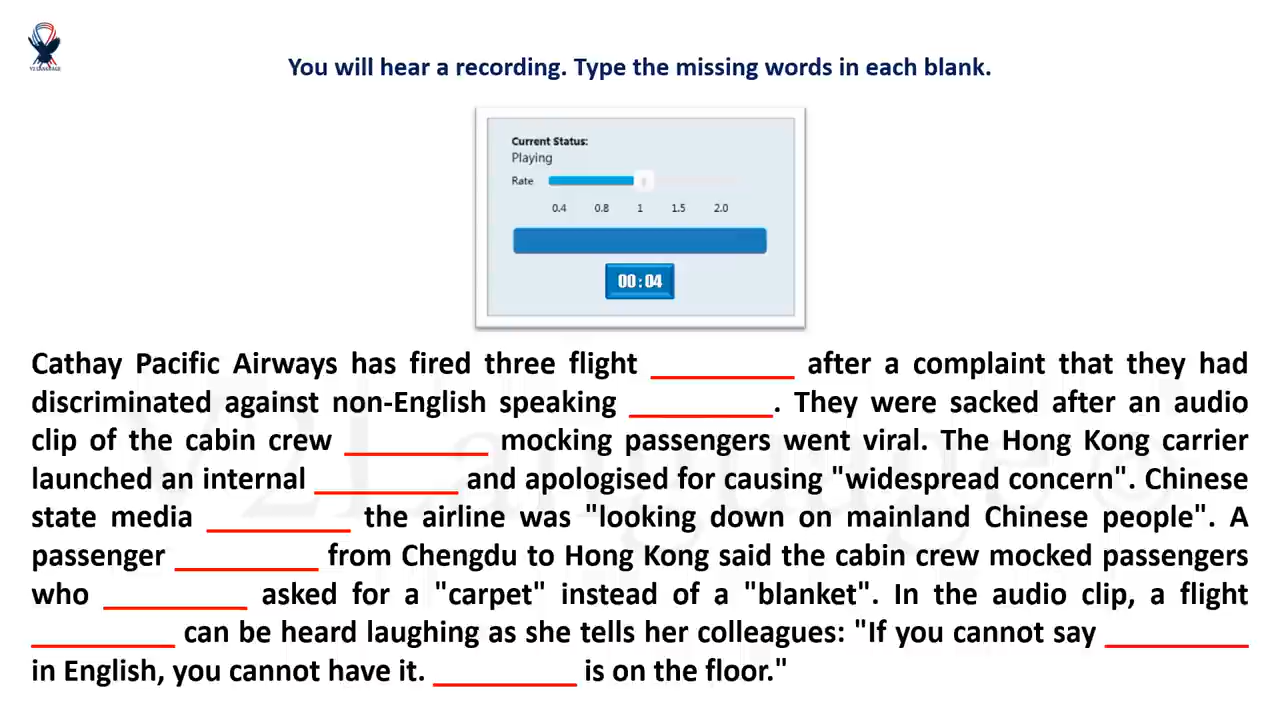 V2 LANGUAGE
You will hear a recording. Type the missing words in each blank.
Current Status:
Playing
Rate
0.4 0.8 1 1.5 2.0
00:04
Cathay Pacific Airways has fired three flight __________ after a complaint that they had
discriminated against non-English speaking __________. They were sacked after an audio
clip of the cabin crew __________ mocking passengers went viral. The Hong Kong carrier
launched an internal __________ and apologised for causing "widespread concern". Chinese
state media __________ the airline was "looking down on mainland Chinese people". A
passenger __________ from Chengdu to Hong Kong said the cabin crew mocked passengers
who __________ asked for a "carpet" instead of a "blanket". In the audio clip, a flight
__________ can be heard laughing as she tells her colleagues: "If you cannot say __________
in English, you cannot have it. __________ is on the floor."
V2Language ©